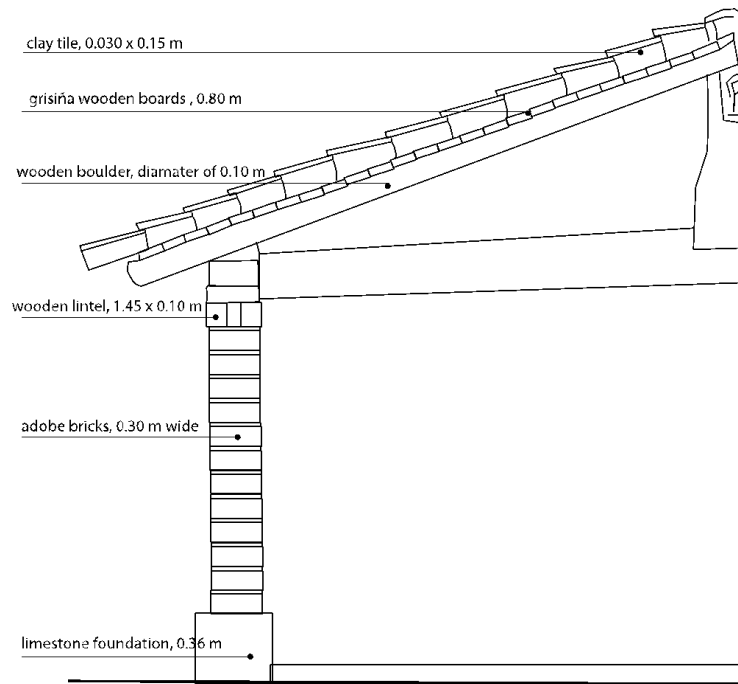 clay tile, 0.030 x 0.15 m
grisiña wooden boards , 0.80 m
wooden boulder, diamater of 0.10 m
wooden lintel, 1.45 x 0.10 m
adobe bricks, 0.30 m wide
limestone foundation, 0.36 m